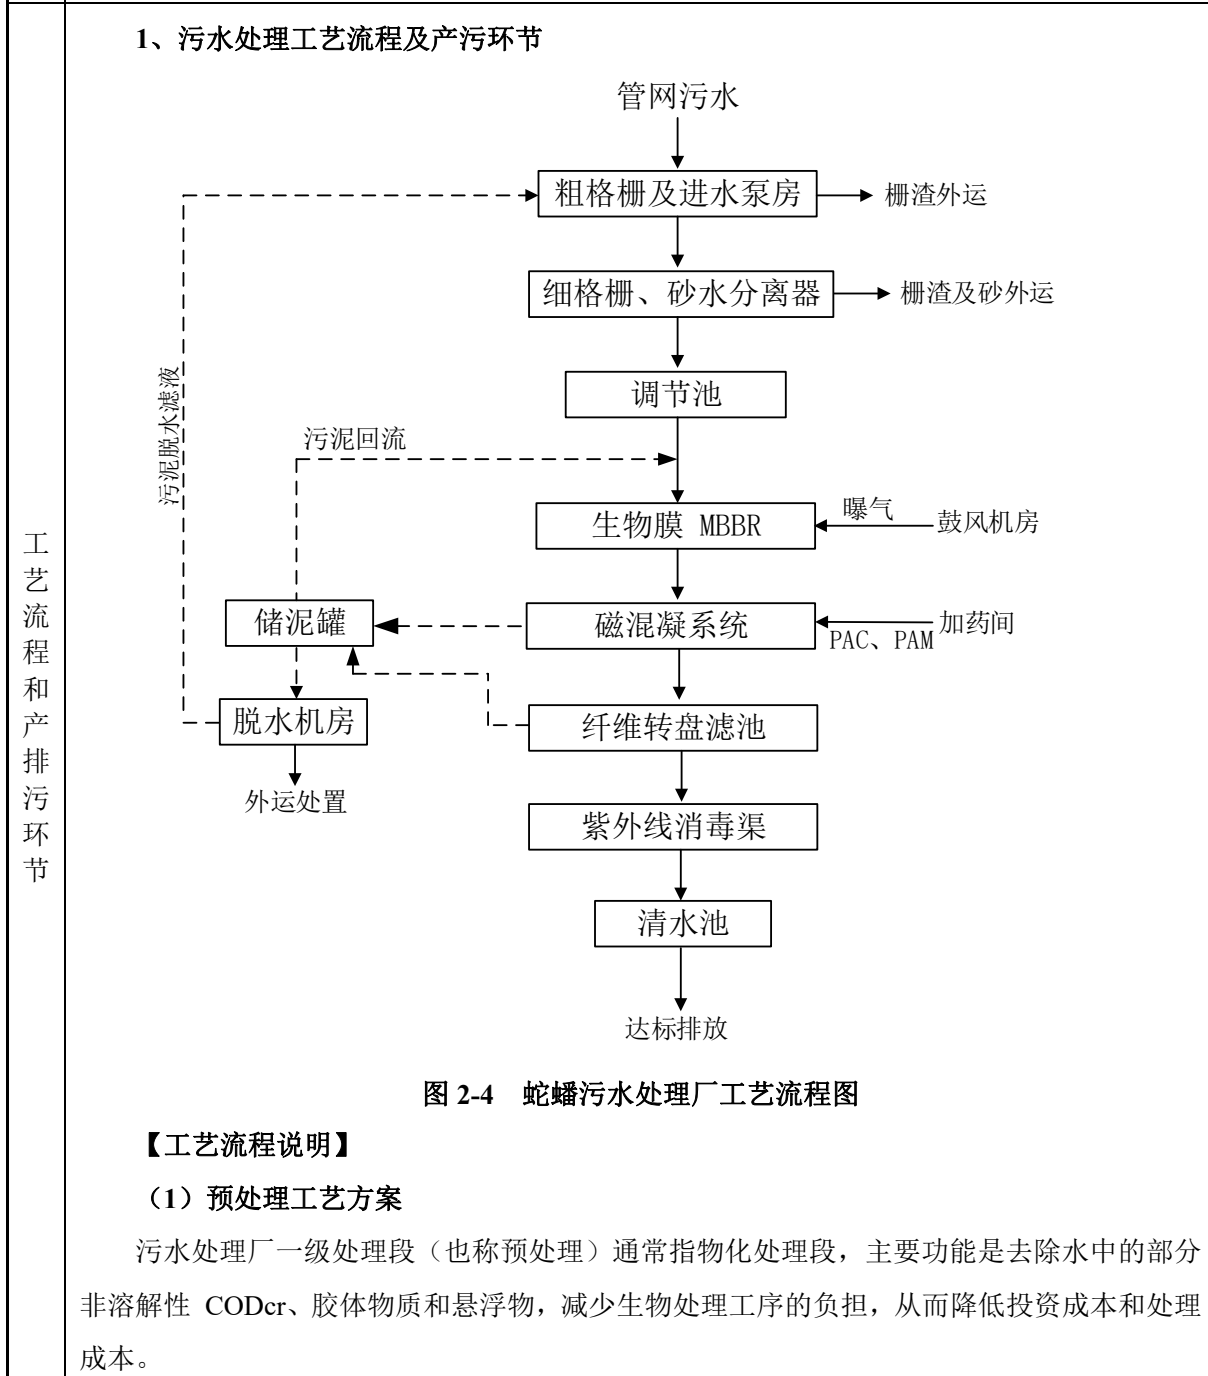 工艺流程和产排污环节
1、污水处理工艺流程及产污环节
管网污水
粗格栅及进水泵房
栅渣外运
细格栅、砂水分离器
栅渣及砂外运
调节池
污泥脱水滤液
污泥回流
生物膜 MBBR
曝气
鼓风机房
储泥罐
磁混凝系统
加药间
PAC、PAM
脱水机房
纤维转盘滤池
外运处置
紫外线消毒渠
清水池
达标排放
图 2-4 蛇蟠污水处理厂工艺流程图
【工艺流程说明】
（1）预处理工艺方案
污水处理厂一级处理段（也称预处理）通常指物化处理段，主要功能是去除水中的部分
非溶解性 CODcr、胶体物质和悬浮物，减少生物处理工序的负担，从而降低投资成本和处理
成本。